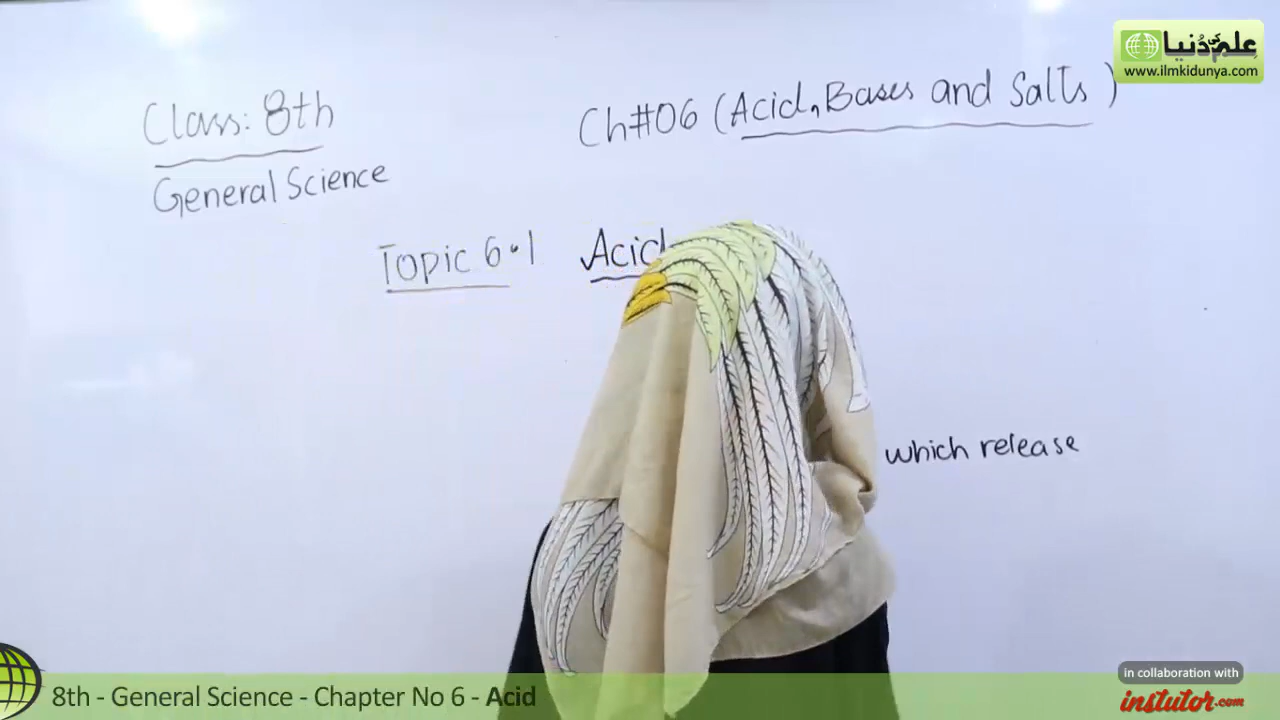 علم کی دُنیا
www.ilmkidunya.com
Class: 8th
Ch#06 (Acid, Bases and Salts)
General Science
Topic 6.1 Acid
which release
in collaboration with
instutor.com
8th - General Science - Chapter No 6 - Acid